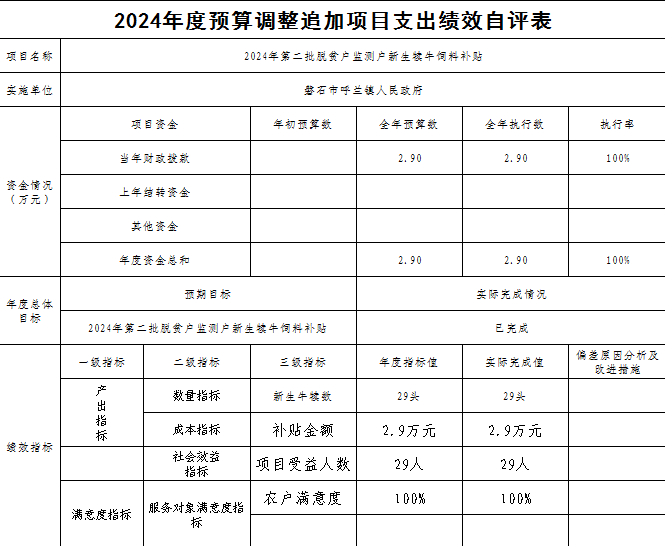 2024年度预算调整追加项目支出绩效自评表
项目名称 2024年第二批脱贫户监测户新生犊牛饲料补贴
实施单位 磐石市呼兰镇人民政府
资金情况（万元） 项目资金 年初预算数 全年预算数 全年执行数 执行率
当年财政拨款 2.90 2.90 100%
上年结转资金
其他资金
年度资金总和 2.90 2.90 100%
年度总体目标 预期目标 实际完成情况
2024年第二批脱贫户监测户新生犊牛饲料补贴 已完成
绩效指标 一级指标 二级指标 三级指标 年度指标值 实际完成值 偏差原因分析及改进措施
产出指标 数量指标 新生牛犊数 29头 29头
成本指标 补贴金额 2.9万元 2.9万元
社会效益指标 项目受益人数 29人 29人
满意度指标 服务对象满意度指标 农户满意度 100% 100%